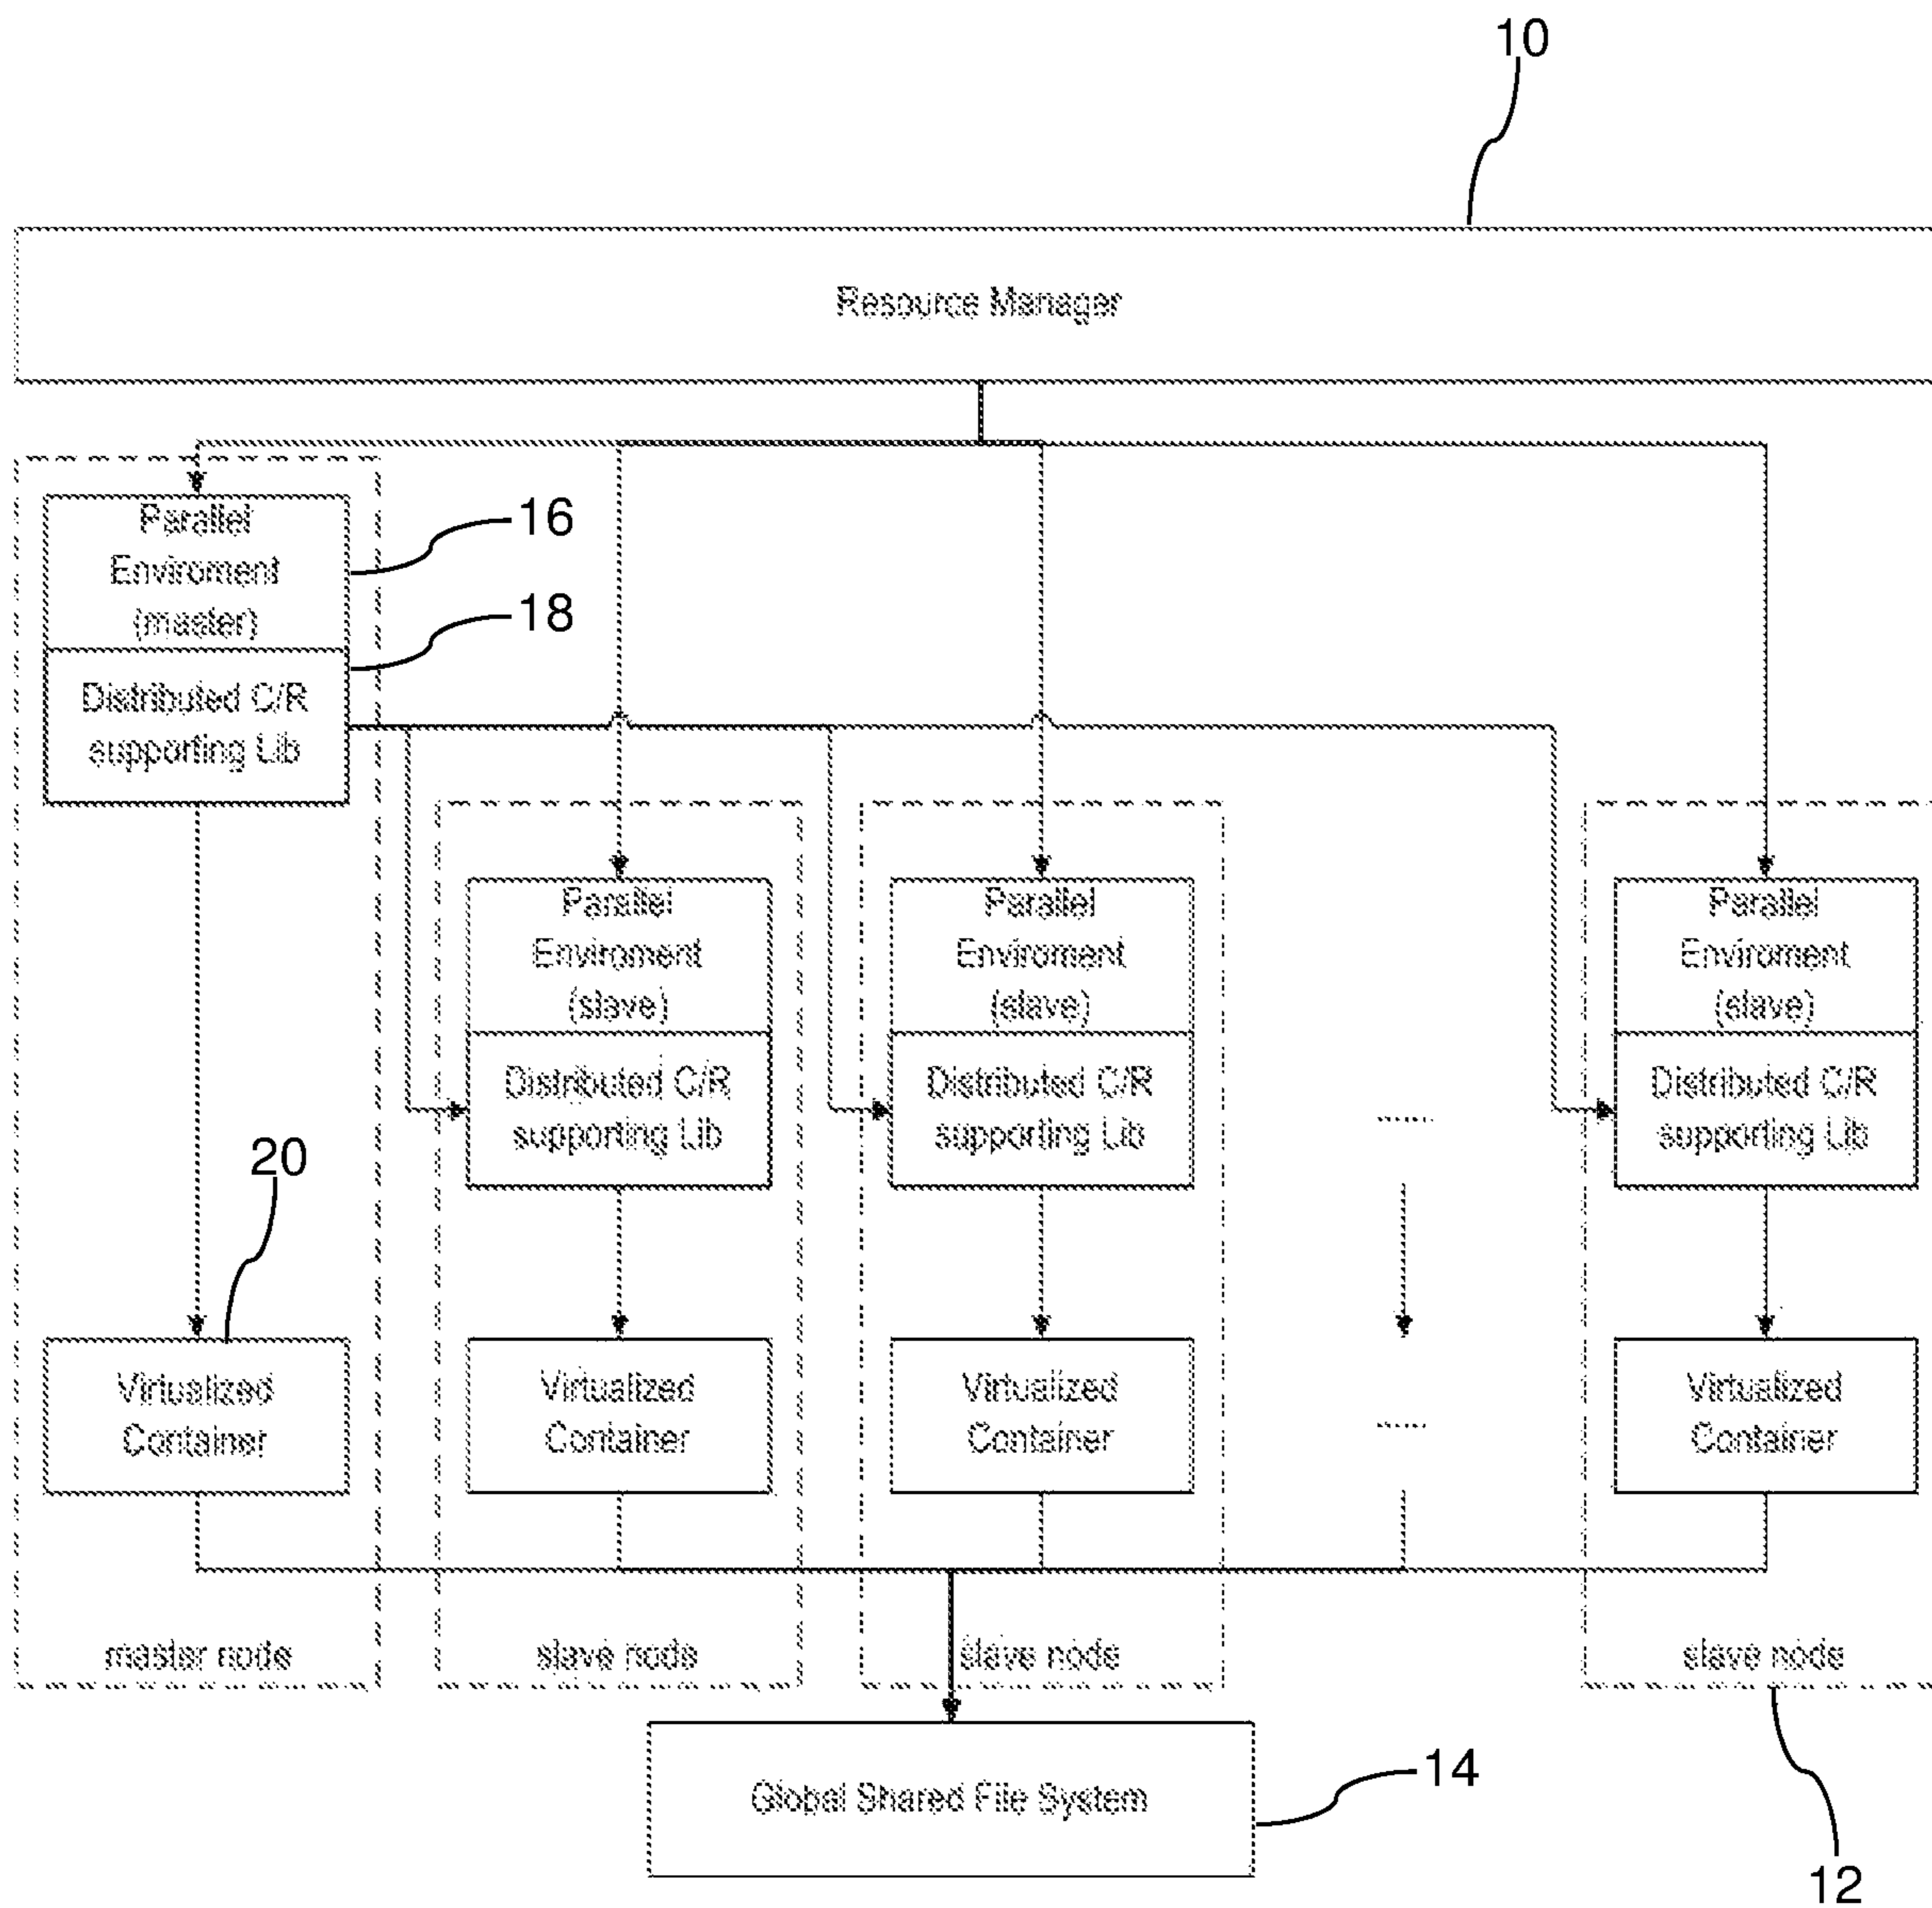 10
Resource Manager
Parallel
Enviroment
(master)
16
18
Distributed C/R
supporting Lib
Parallel
Enviroment
(slave)
Distributed C/R
supporting Lib
Parallel
Enviroment
(slave)
Distributed C/R
supporting Lib
......
Parallel
Enviroment
(slave)
Distributed C/R
supporting Lib
20
Virtualized
Container
Virtualized
Container
Virtualized
Container
......
Virtualized
Container
master node
slave node
slave node
slave node
Global Shared File System
14
12